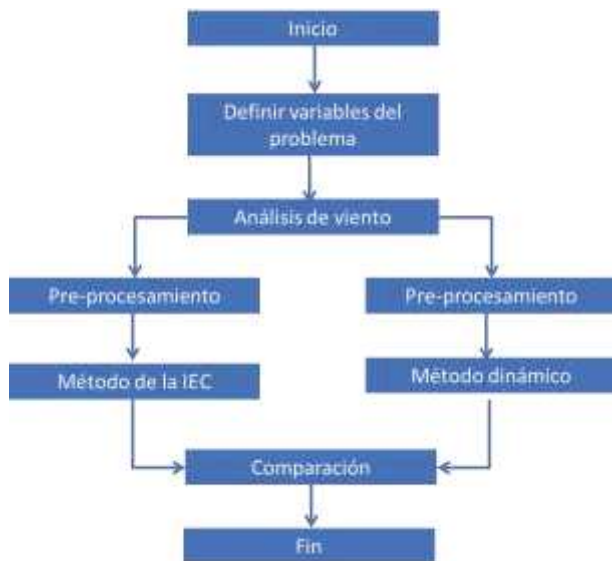 Inicio
Definir variables del
problema
Análisis de viento
Pre-procesamiento
Pre-procesamiento
Método de la IEC
Método dinámico
Comparación
Fin